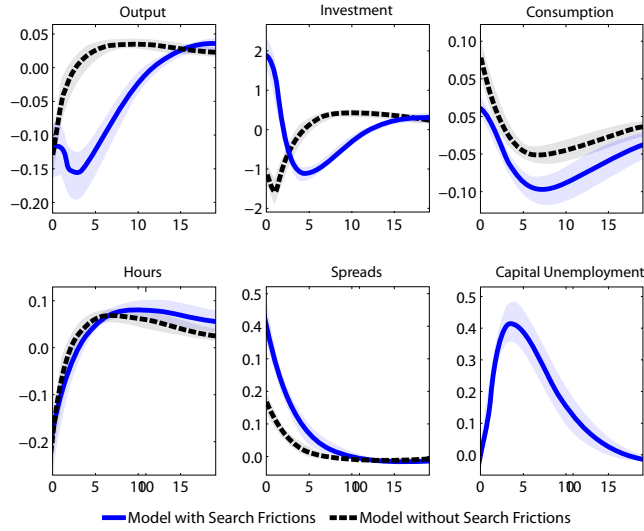 Output Investment Consumption
0.05 2 0.10
0.00 1 0.05
−0.05 0 0.05
−0.10 −1 −0.05
−0.15 −2 −0.10
−0.20
0 5 10 15 0 5 10 15 0 5 10 15
Hours Spreads Capital Unemployment
0.1 0.5 0.5
0.0 0.4 0.4
−0.1 0.2 0.3
−0.2 0.1 0.2
0.0 0.1
0.0
0 5 10 0 15 0 5 10 0 15 0 5 10 0 15
Model with Search Frictions Model without Search Frictions